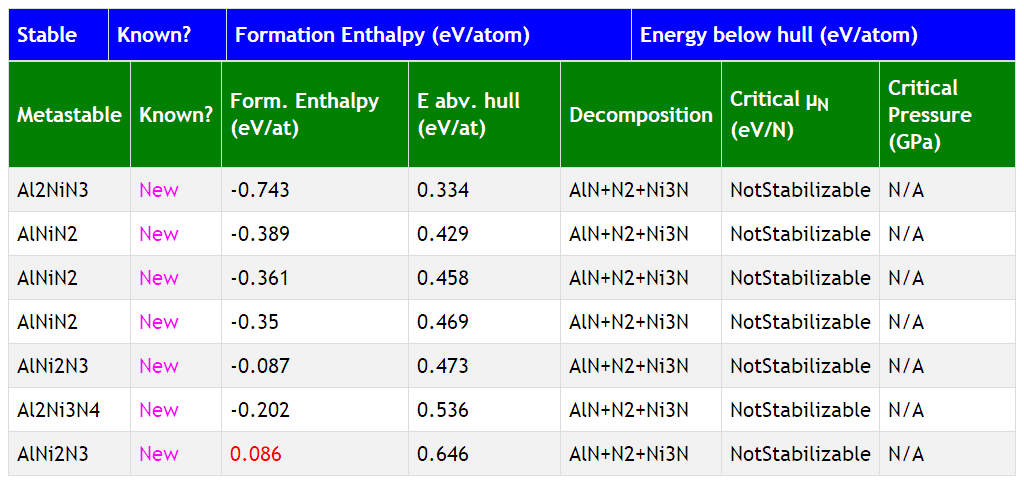 Stable Known? Formation Enthalpy (eV/atom) Energy below hull (eV/atom)
Metastable Known? Form. Enthalpy (eV/at) E abv. hull (eV/at) Decomposition Critical μN (eV/N) Critical Pressure (GPa)
Al2NiN3 New -0.743 0.334 AlN+N2+Ni3N NotStabilizable N/A
AlNiN2 New -0.389 0.429 AlN+N2+Ni3N NotStabilizable N/A
AlNiN2 New -0.361 0.458 AlN+N2+Ni3N NotStabilizable N/A
AlNiN2 New -0.35 0.469 AlN+N2+Ni3N NotStabilizable N/A
AlNi2N3 New -0.087 0.473 AlN+N2+Ni3N NotStabilizable N/A
Al2Ni3N4 New -0.202 0.536 AlN+N2+Ni3N NotStabilizable N/A
AlNi2N3 New 0.086 0.646 AlN+N2+Ni3N NotStabilizable N/A